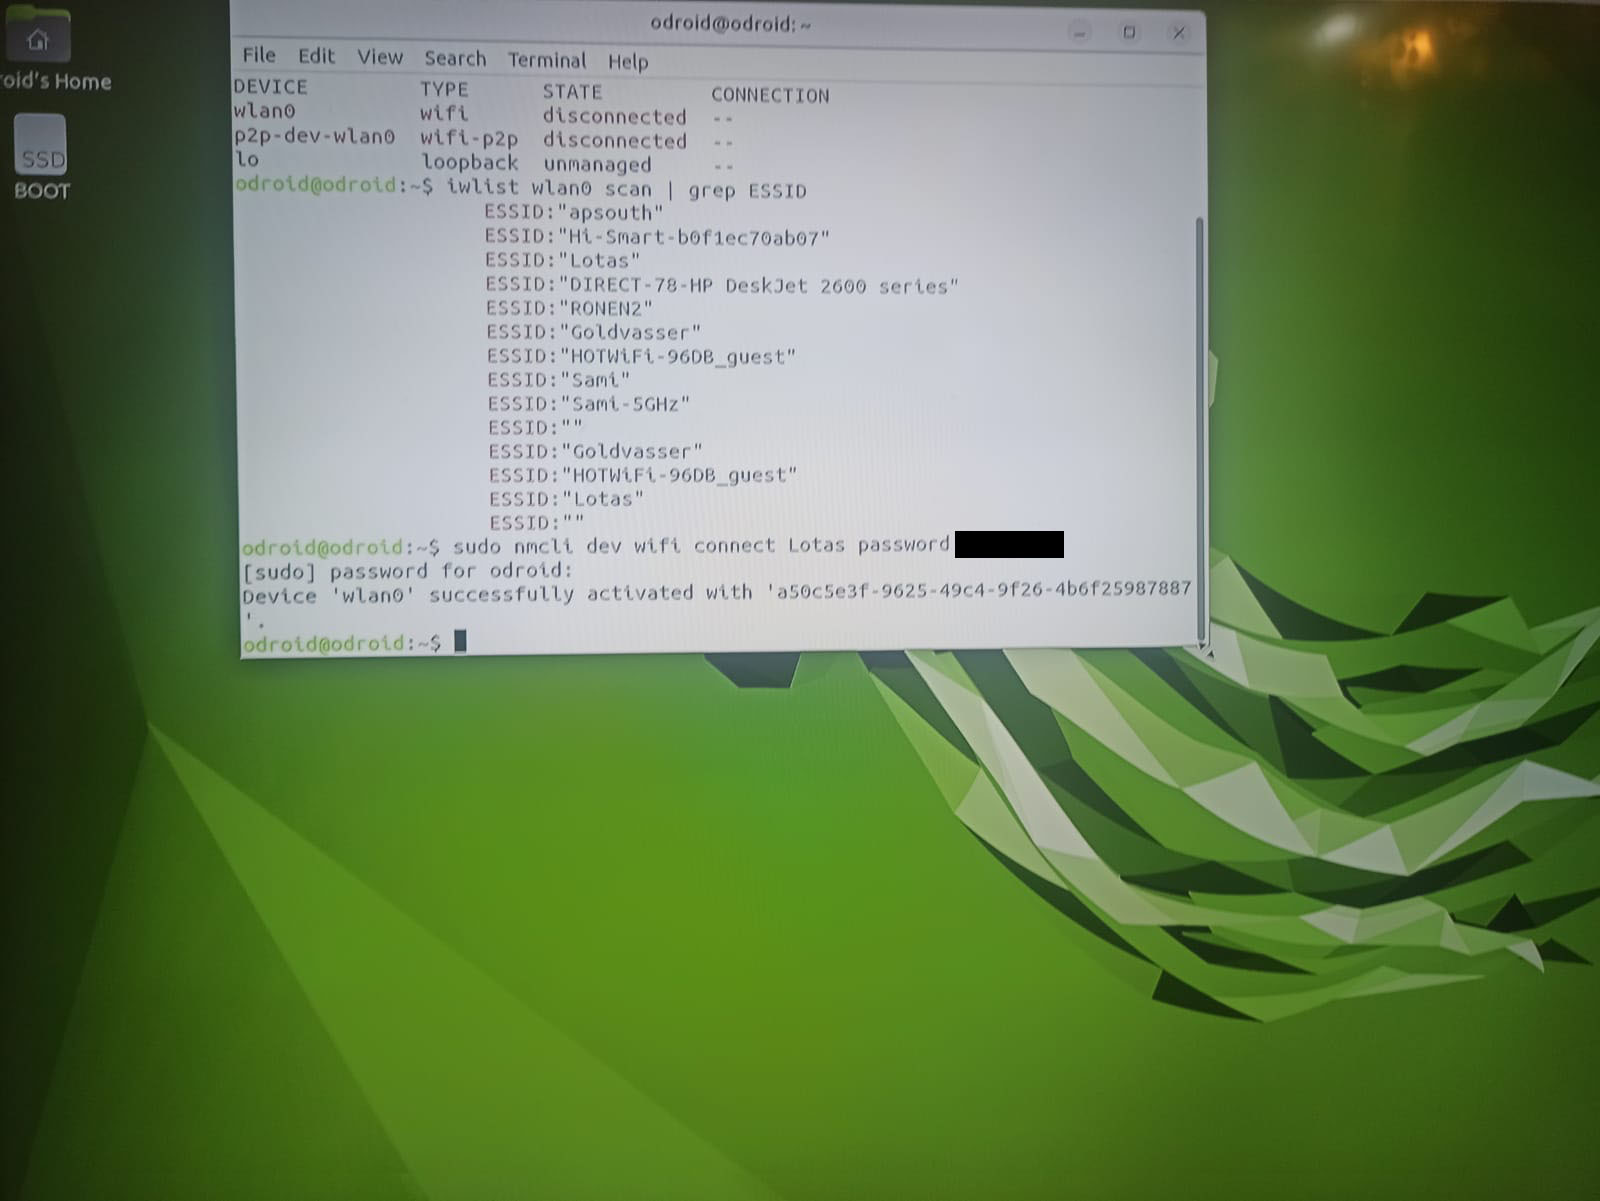 odroid@odroid: ~
File Edit View Search Terminal Help
oid's Home
SSD
BOOT
DEVICE TYPE STATE CONNECTION
wlan0 wifi disconnected --
p2p-dev-wlan0 wifi-p2p disconnected --
lo loopback unmanaged --
odroid@odroid:~$ iwlist wlan0 scan | grep ESSID
ESSID:"apsouth"
ESSID:"Hi-Smart-b0f1ec70ab07"
ESSID:"Lotas"
ESSID:"DIRECT-78-HP DeskJet 2600 series"
ESSID:"RONEN2"
ESSID:"Goldvasser"
ESSID:"HOTWiFi-96DB_guest"
ESSID:"Sami"
ESSID:"Sami-5GHz"
ESSID:""
ESSID:"Goldvasser"
ESSID:"HOTWiFi-96DB_guest"
ESSID:"Lotas"
ESSID:""
odroid@odroid:~$ sudo nmcli dev wifi connect Lotas password
[sudo] password for odroid:
Device 'wlan0' successfully activated with 'a50c5e3f-9625-49c4-9f26-4b6f25987887
'.
odroid@odroid:~$